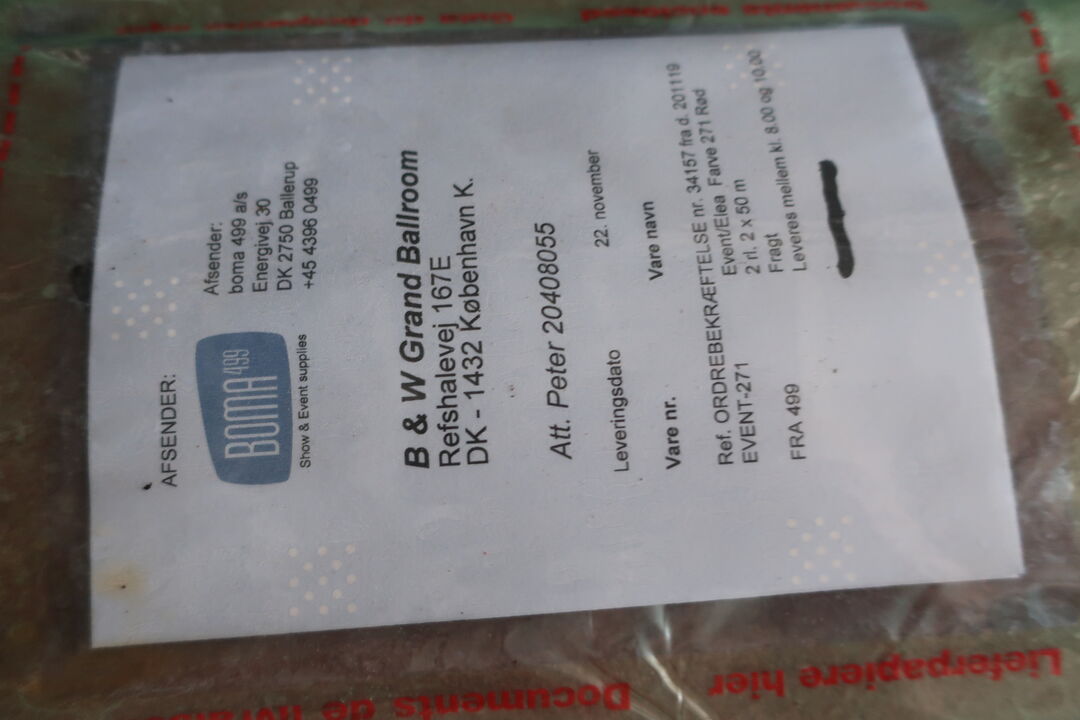 AFSENDER:
BOMA 499
Show & Event supplies
Afsender:
boma 499 a/s
Energivej 30
DK 2750 Ballerup
+45 4396 0499
B & W Grand Ballroom
Refshalevej 167E
DK - 1432 København K.
Att. Peter 20408055
Leveringsdato 22. november
Vare nr. Vare navn
Ref. ORDREBEKRÆFTELSE nr. 34157 fra d. 201119
EVENT-271 Event/Elea Farve 271 Rød
2 rl. 2 x 50 m
FRA 499 Fragt
Leveres mellem kl. 8.00 og 10.00
Lieferpapiere hier
Documents de